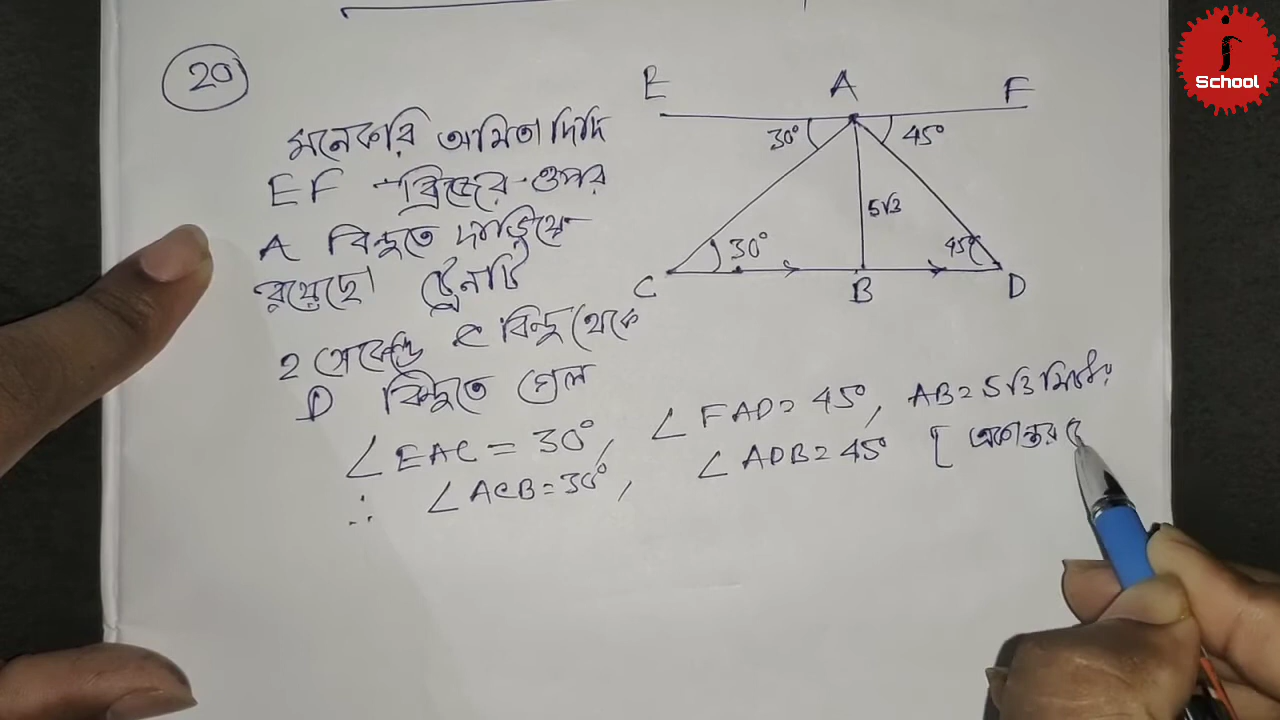 School
20
E A F
30° 45°
5√3
30° 45°
C B D
মনেকরি অমিতা দিদি
EF ব্রিজের ওপর
A বিন্দুতে দাঁড়িয়ে
রয়েছে। ট্রেনটি
2 সেকেন্ডে C বিন্দু থেকে
D বিন্দুতে গেল
∠EAC = 30°, ∠FAD = 45°, AB = 5√3 মিটার
∴ ∠ACB = 30°, ∠ADB = 45° [ একান্তর